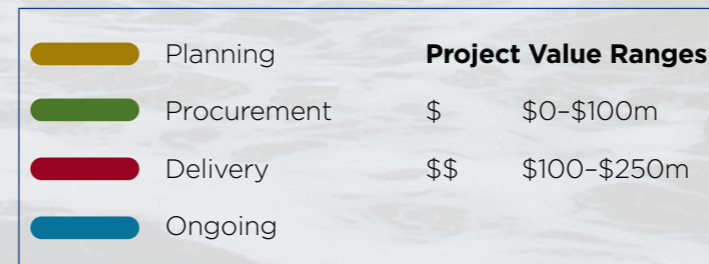 Planning
Procurement
Delivery
Ongoing
Project Value Ranges
$ $0–$100m
$$ $100–$250m